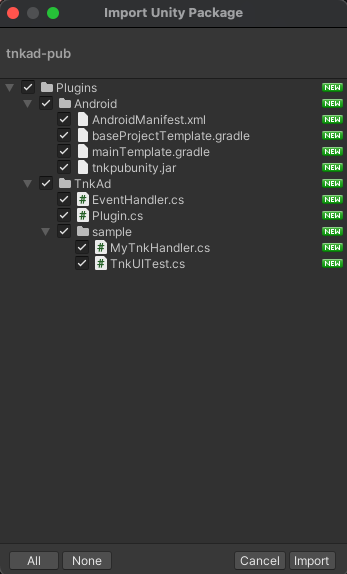 Import Unity Package
tnkad-pub
Plugins NEW
Android NEW
AndroidManifest.xml NEW
baseProjectTemplate.gradle NEW
mainTemplate.gradle NEW
tnkpubunity.jar NEW
TnkAd NEW
# EventHandler.cs NEW
# Plugin.cs NEW
sample NEW
# MyTnkHandler.cs NEW
# TnkUITest.cs NEW
All None Cancel Import